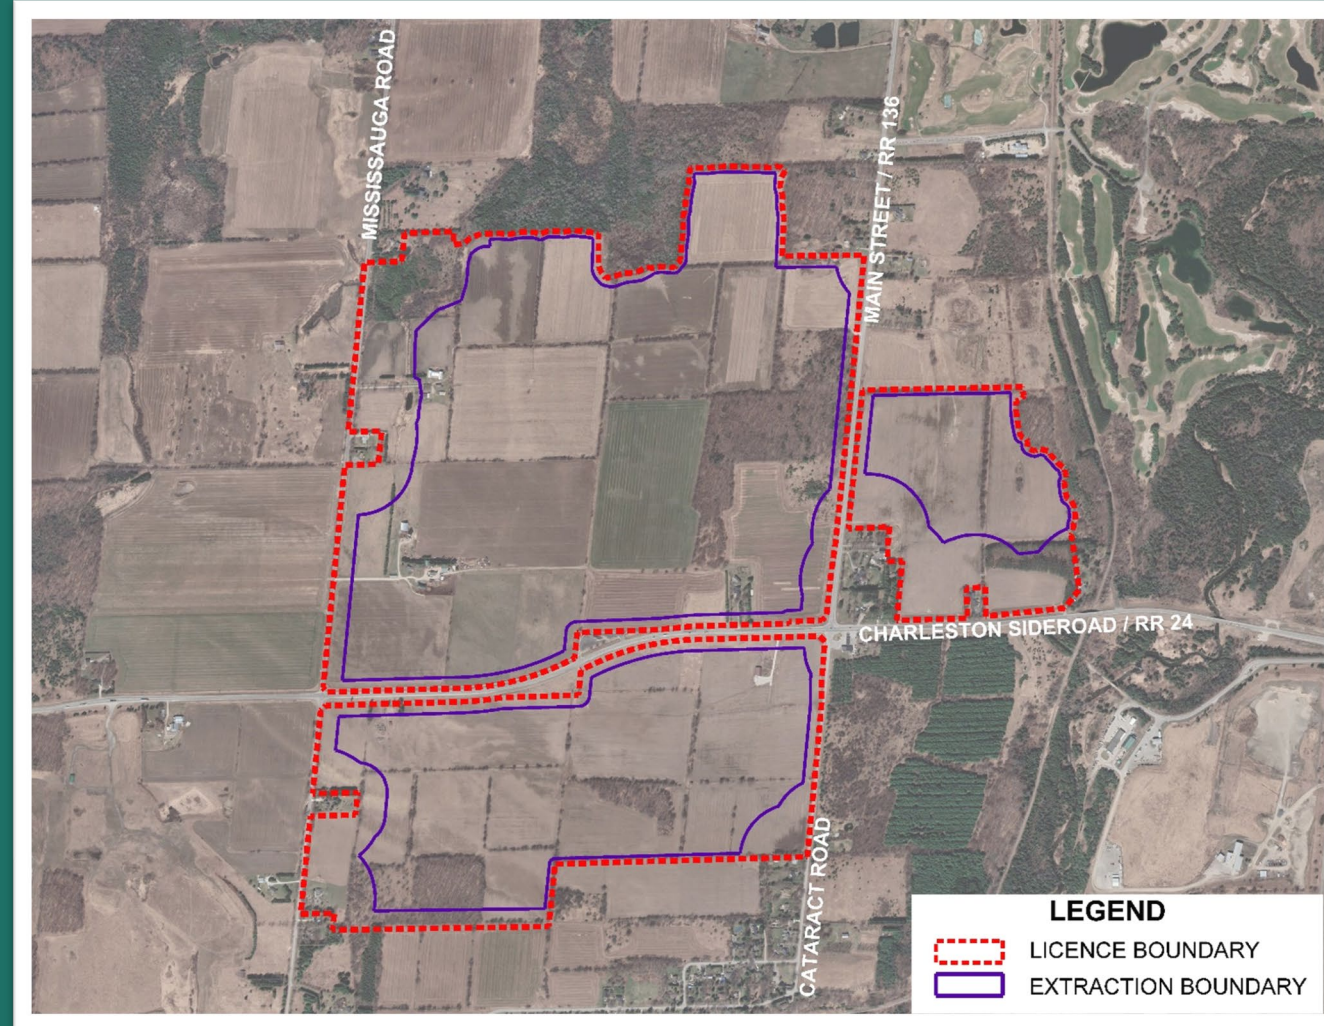 MISSISSAUGA ROAD
MAIN STREET / RR 136
CHARLESTON SIDEROAD / RR 24
CATARACT ROAD
LEGEND
LICENCE BOUNDARY
EXTRACTION BOUNDARY